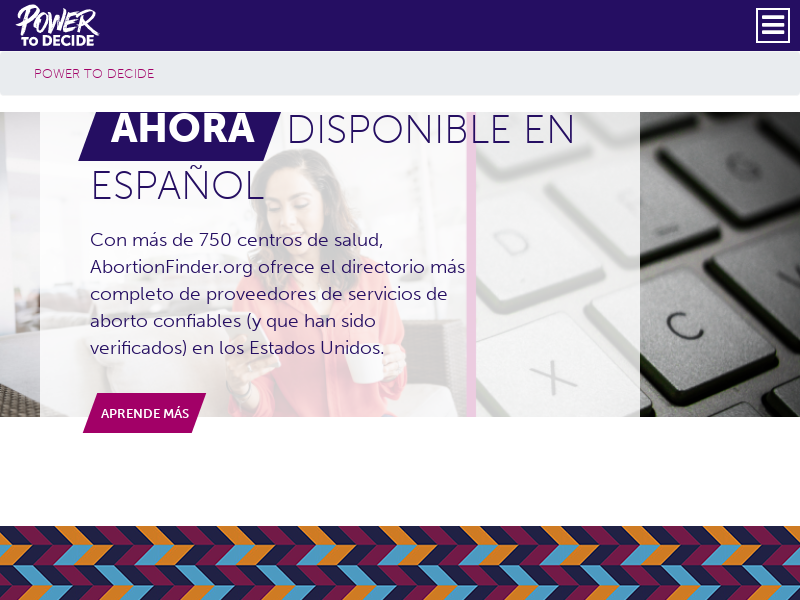 POWER
TO DECIDE
POWER TO DECIDE
AHORA DISPONIBLE EN
ESPAÑOL
Con más de 750 centros de salud,
AbortionFinder.org ofrece el directorio más
completo de proveedores de servicios de
aborto confiables (y que han sido
verificados) en los Estados Unidos.
APRENDE MÁS
D
G
C
X